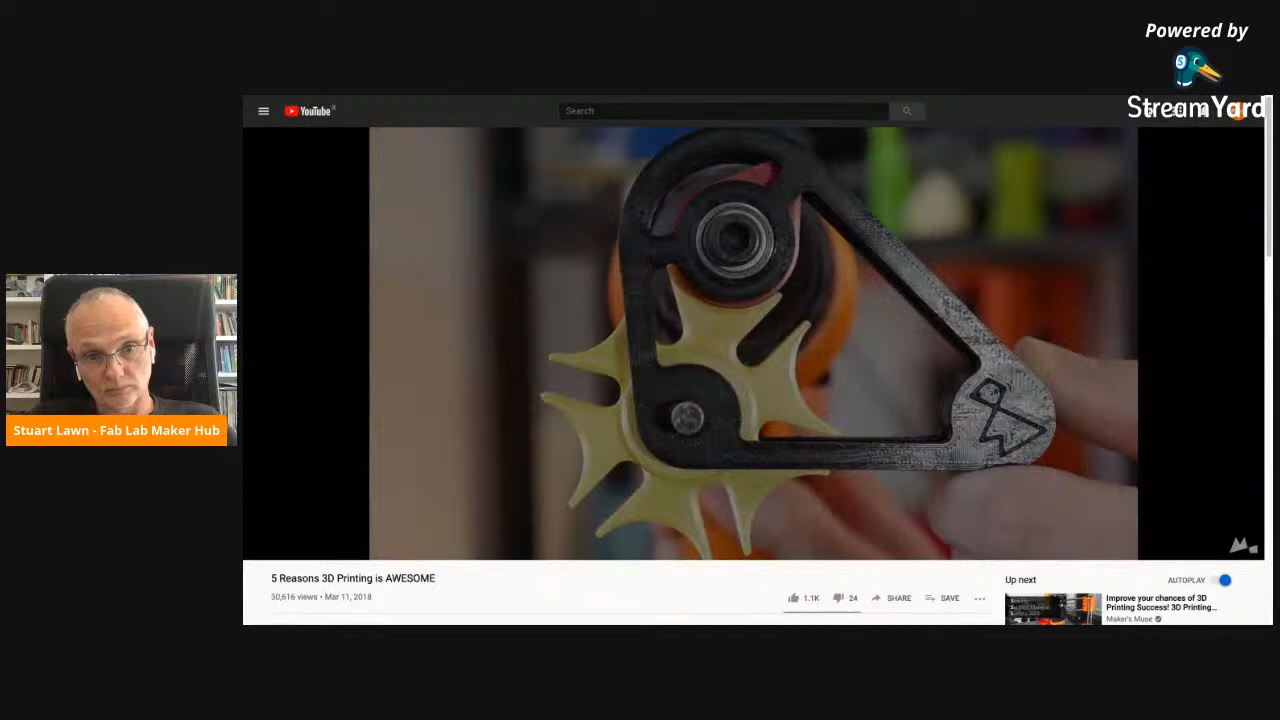 Powered by
StreamYard
YouTube
Search
Stuart Lawn - Fab Lab Maker Hub
5 Reasons 3D Printing is AWESOME
30,616 views • Mar 11, 2018
1.1K
24
SHARE
SAVE
Up next
AUTOPLAY
Improve your chances of 3D
Printing Success! 3D Printing...
Maker's Muse